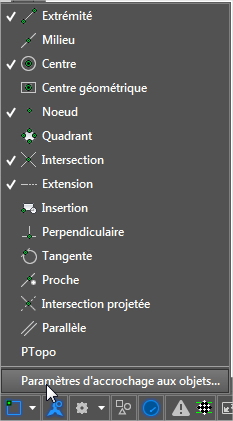 Extrémité
Milieu
Centre
Centre géométrique
Noeud
Quadrant
Intersection
Extension
Insertion
Perpendiculaire
Tangente
Proche
Intersection projetée
Parallèle
PTopo
Paramètres d'accrochage aux objets...